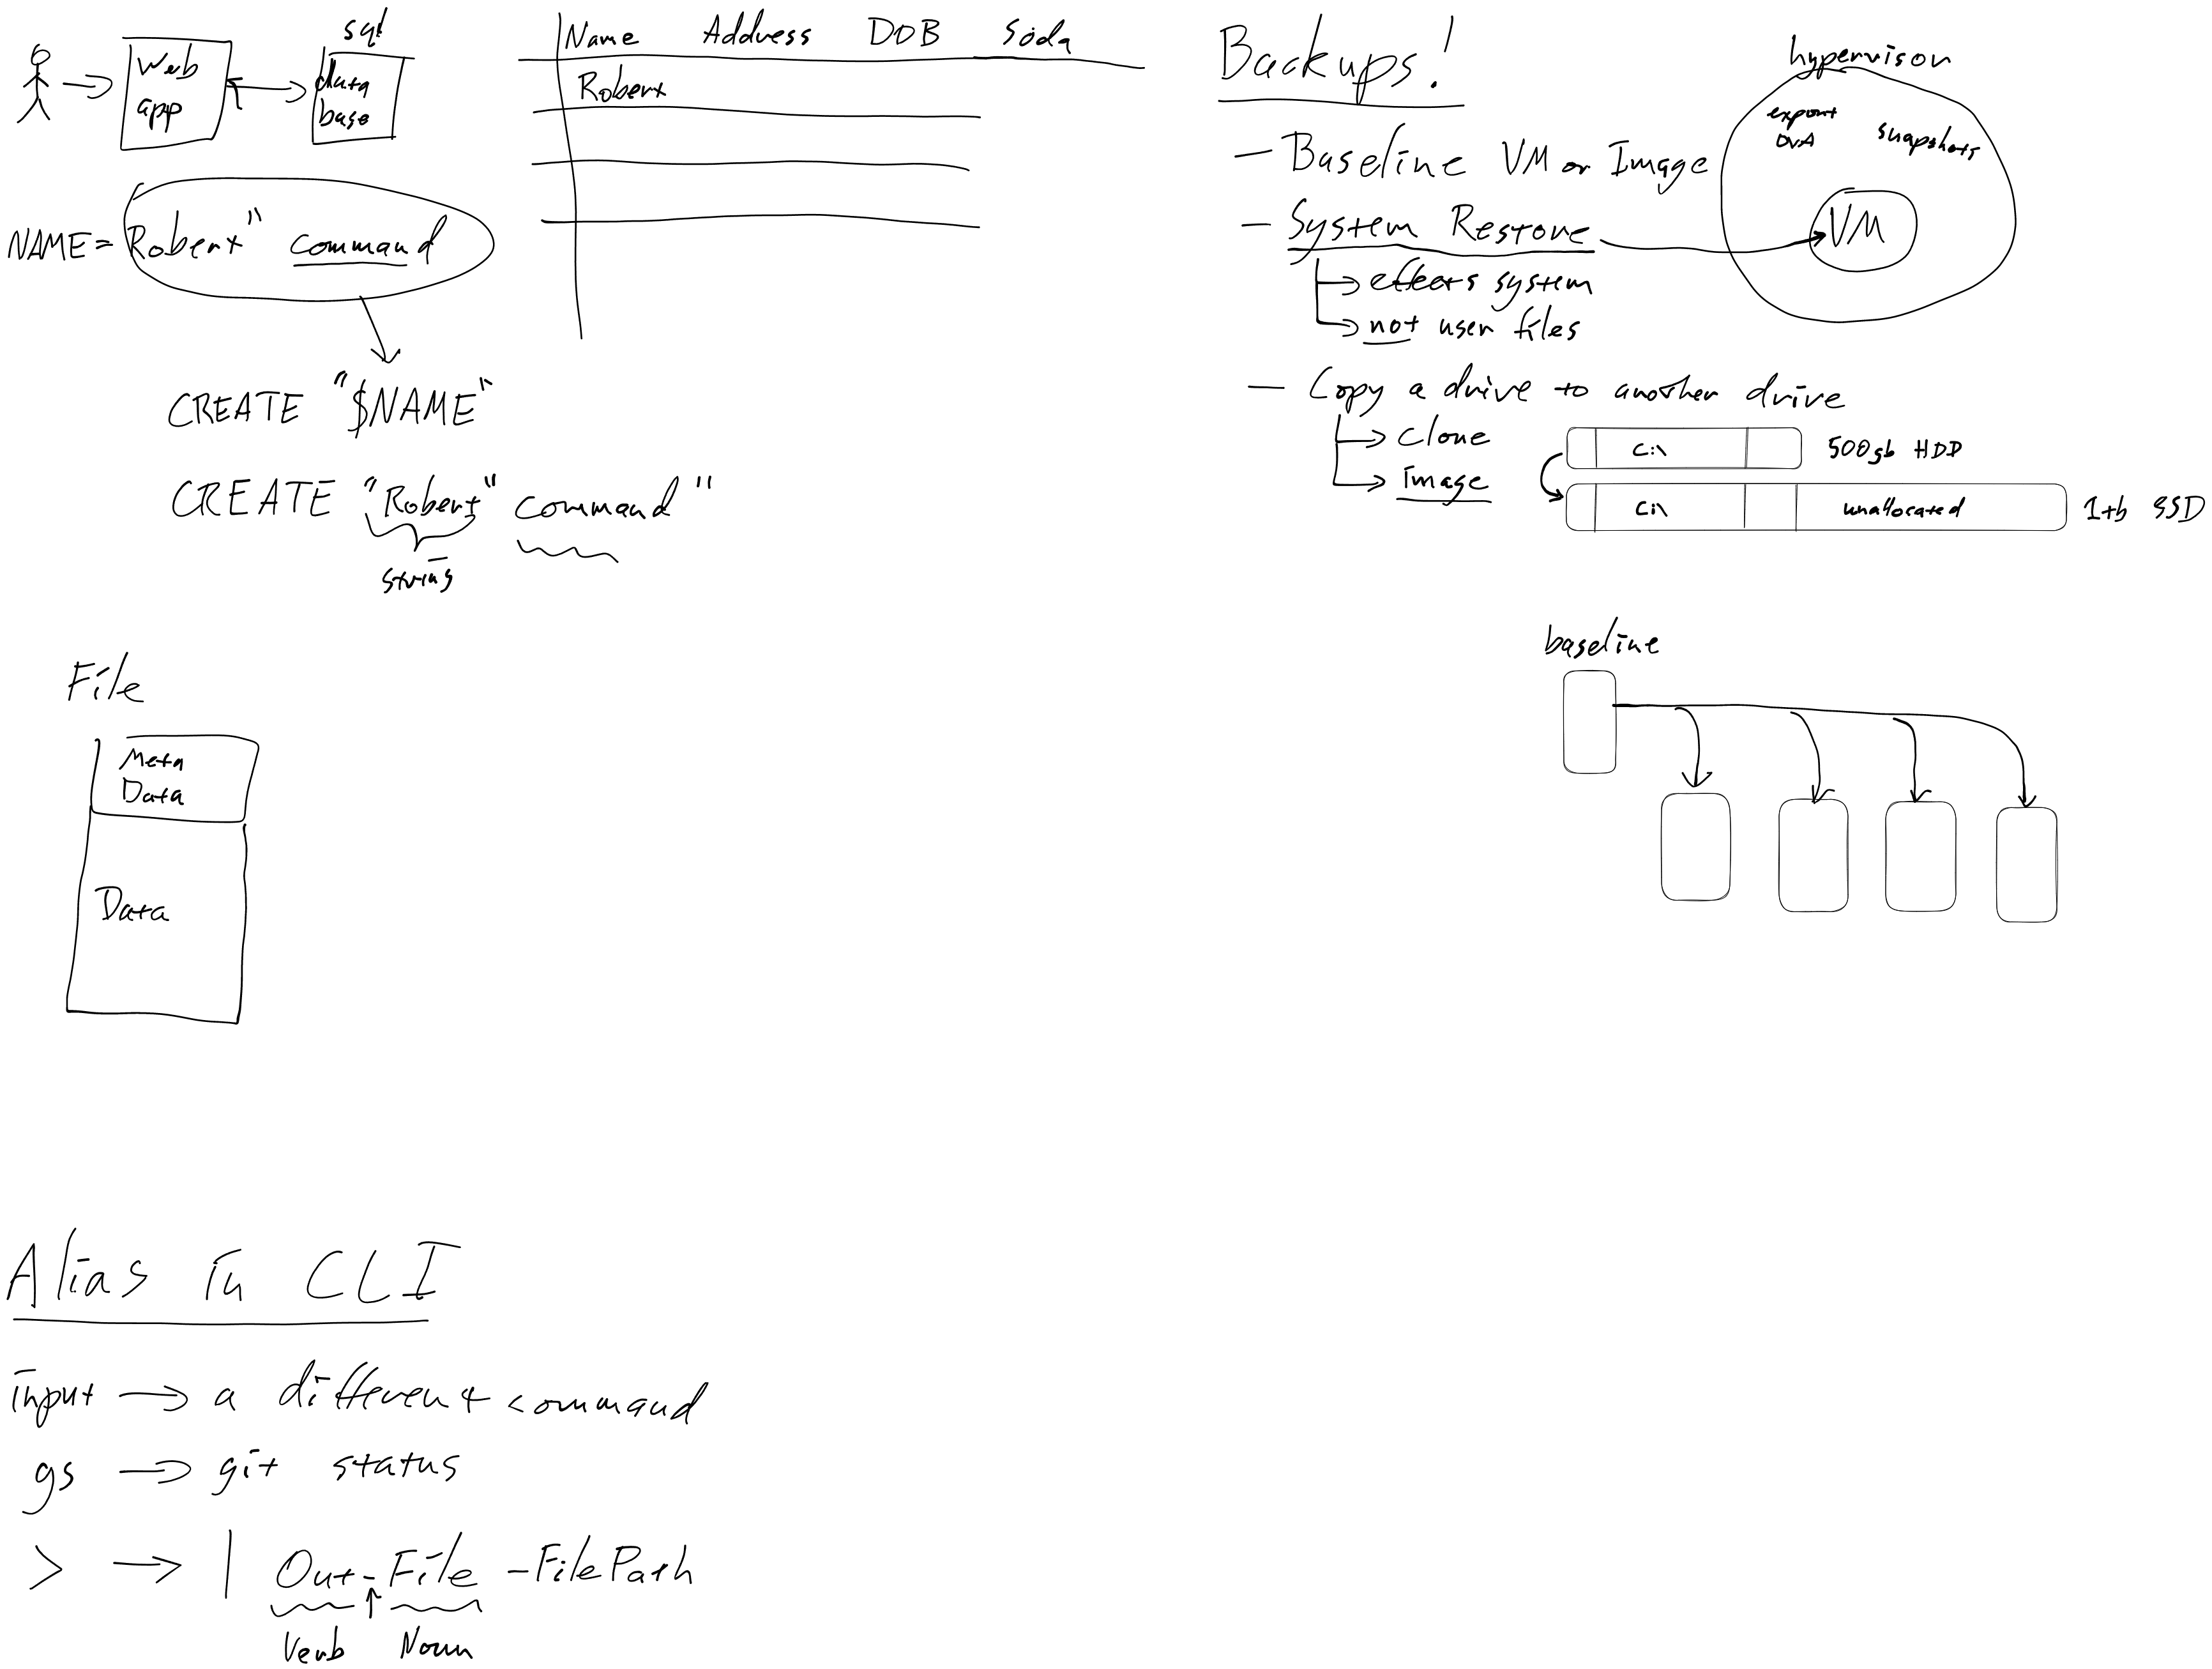 sql
Web
app
data
base
Name Address DOB Soda
Robert
NAME = Robert" command
CREATE "$NAME"
CREATE "Robert" command"
string
File
Meta
Data
Data
Alias in CLI
input → a different command
gs → git status
> → | Out-File -FilePath
Verb Noun
Backups!
- Baseline VM or Image
- System Restore
→ effects system
→ not user files
- Copy a drive to another drive
→ Clone
→ Image
hypervisor
export
OVA
snapshots
VM
C:\ 500gb HDD
C:\ unallocated 1tb SSD
baseline